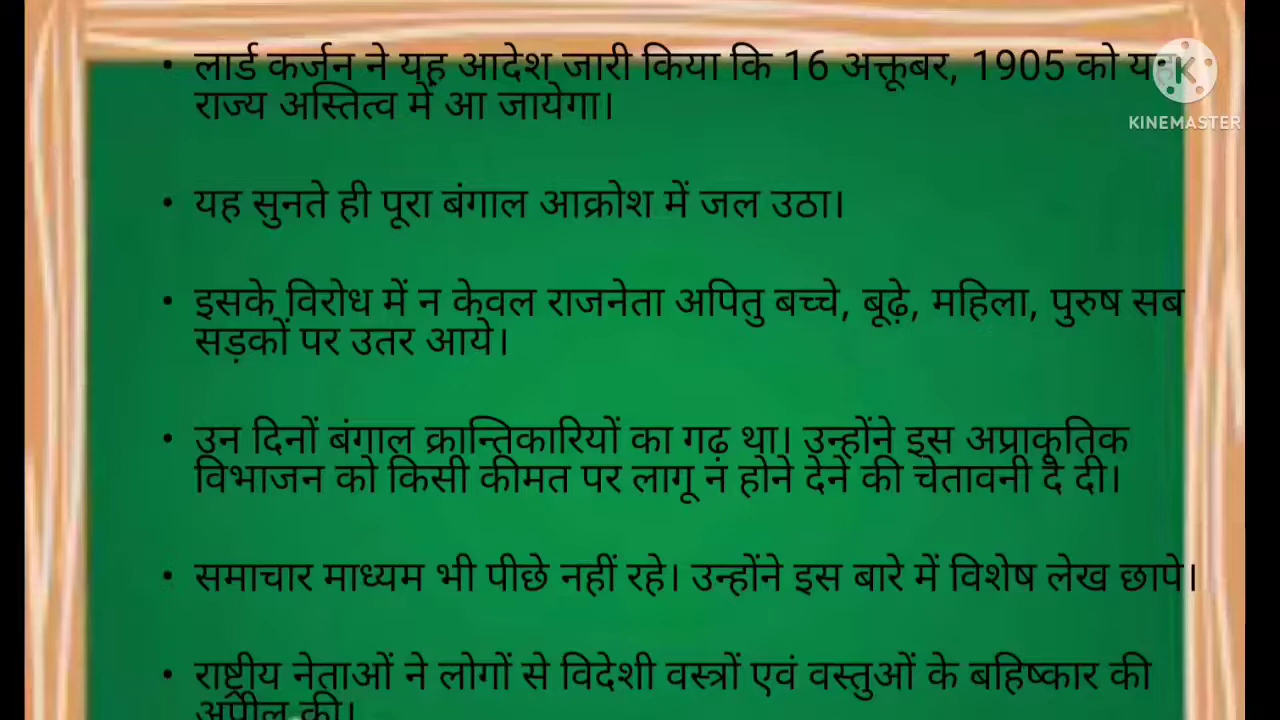 • लार्ड कर्जन ने यह आदेश जारी किया कि 16 अक्तूबर, 1905 को यह
राज्य अस्तित्व में आ जायेगा।
K
KINEMASTER
• यह सुनते ही पूरा बंगाल आक्रोश में जल उठा।
• इसके विरोध में न केवल राजनेता अपितु बच्चे, बूढ़े, महिला, पुरुष सब
सड़कों पर उतर आये।
• उन दिनों बंगाल क्रान्तिकारियों का गढ़ था। उन्होंने इस अप्राकृतिक
विभाजन को किसी कीमत पर लागू न होने देने की चेतावनी दे दी।
• समाचार माध्यम भी पीछे नहीं रहे। उन्होंने इस बारे में विशेष लेख छापे।
• राष्ट्रीय नेताओं ने लोगों से विदेशी वस्त्रों एवं वस्तुओं के बहिष्कार की
अपील की।